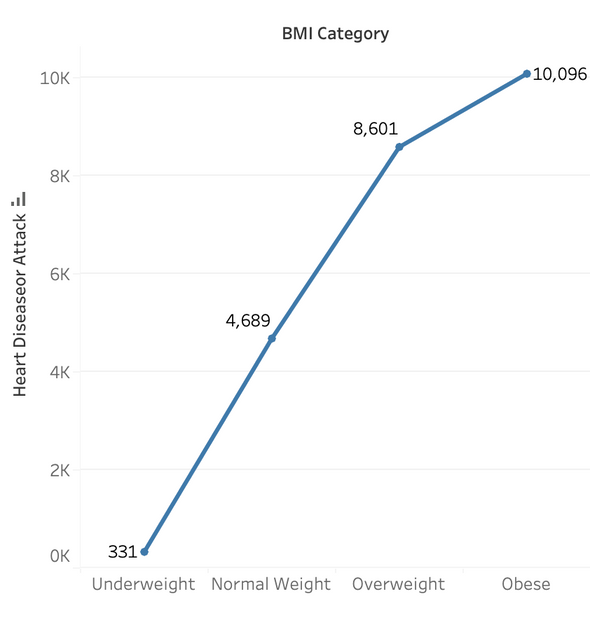 BMI Category
10K
8K
6K
4K
2K
0K
Heart Diseaseor Attack
10,096
8,601
4,689
331
Underweight
Normal Weight
Overweight
Obese